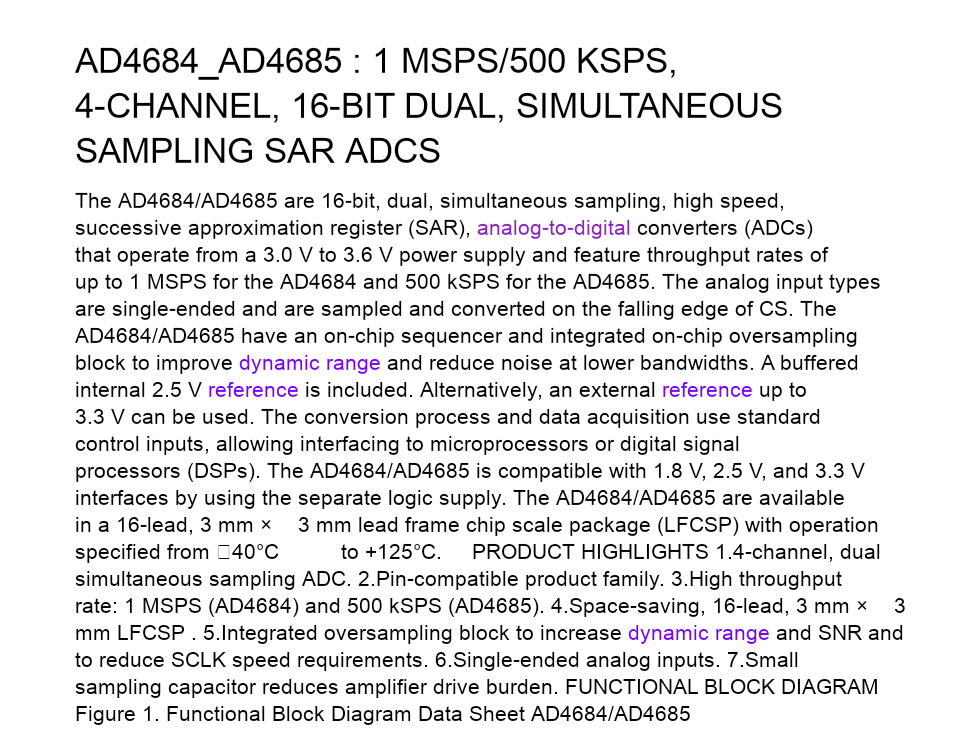 AD4684_AD4685 : 1 MSPS/500 KSPS,
4-CHANNEL, 16-BIT DUAL, SIMULTANEOUS
SAMPLING SAR ADCS
The AD4684/AD4685 are 16-bit, dual, simultaneous sampling, high speed,
successive approximation register (SAR), analog-to-digital converters (ADCs)
that operate from a 3.0 V to 3.6 V power supply and feature throughput rates of
up to 1 MSPS for the AD4684 and 500 kSPS for the AD4685. The analog input types
are single-ended and are sampled and converted on the falling edge of CS. The
AD4684/AD4685 have an on-chip sequencer and integrated on-chip oversampling
block to improve dynamic range and reduce noise at lower bandwidths. A buffered
internal 2.5 V reference is included. Alternatively, an external reference up to
3.3 V can be used. The conversion process and data acquisition use standard
control inputs, allowing interfacing to microprocessors or digital signal
processors (DSPs). The AD4684/AD4685 is compatible with 1.8 V, 2.5 V, and 3.3 V
interfaces by using the separate logic supply. The AD4684/AD4685 are available
in a 16-lead, 3 mm × 3 mm lead frame chip scale package (LFCSP) with operation
specified from □40°C to +125°C. PRODUCT HIGHLIGHTS 1.4-channel, dual
simultaneous sampling ADC. 2.Pin-compatible product family. 3.High throughput
rate: 1 MSPS (AD4684) and 500 kSPS (AD4685). 4.Space-saving, 16-lead, 3 mm × 3
mm LFCSP . 5.Integrated oversampling block to increase dynamic range and SNR and
to reduce SCLK speed requirements. 6.Single-ended analog inputs. 7.Small
sampling capacitor reduces amplifier drive burden. FUNCTIONAL BLOCK DIAGRAM
Figure 1. Functional Block Diagram Data Sheet AD4684/AD4685